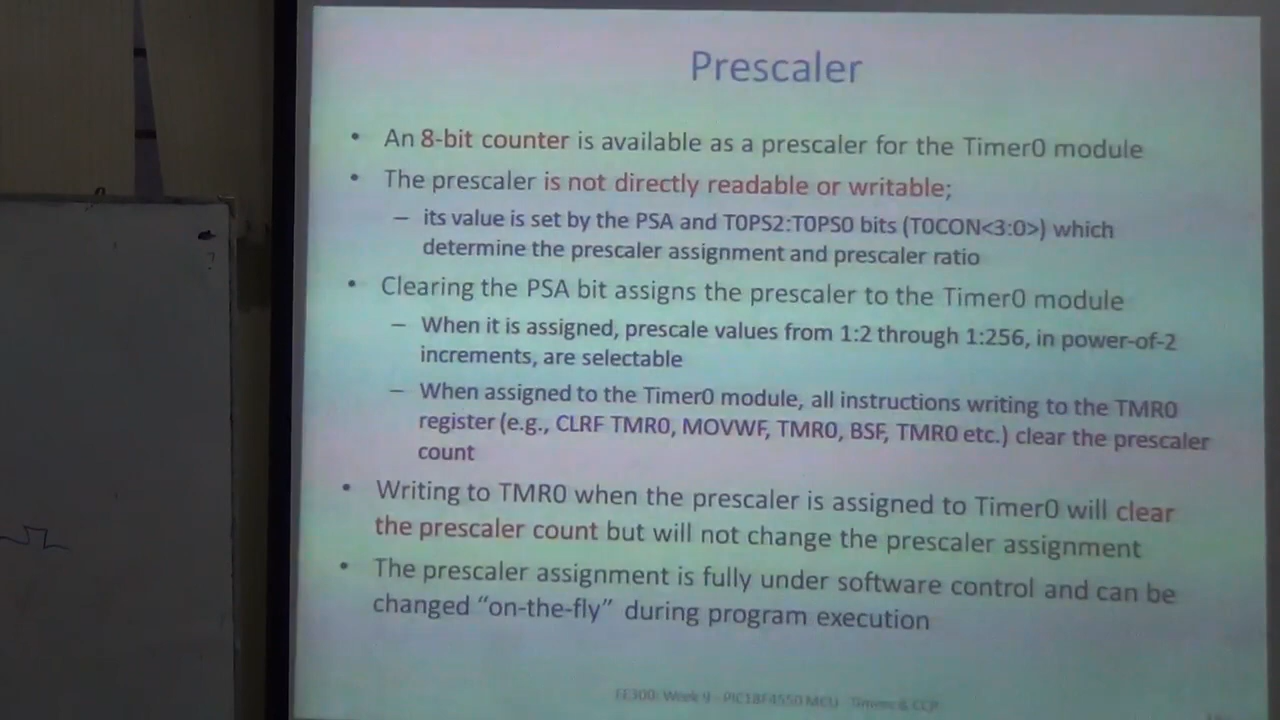 Prescaler
• An 8-bit counter is available as a prescaler for the Timer0 module
• The prescaler is not directly readable or writable;
– its value is set by the PSA and T0PS2:T0PS0 bits (T0CON<3:0>) which
determine the prescaler assignment and prescaler ratio
• Clearing the PSA bit assigns the prescaler to the Timer0 module
– When it is assigned, prescale values from 1:2 through 1:256, in power-of-2
increments, are selectable
– When assigned to the Timer0 module, all instructions writing to the TMR0
register (e.g., CLRF TMR0, MOVWF, TMR0, BSF, TMR0 etc.) clear the prescaler
count
• Writing to TMR0 when the prescaler is assigned to Timer0 will clear
the prescaler count but will not change the prescaler assignment
• The prescaler assignment is fully under software control and can be
changed “on-the-fly” during program execution
EE300: Week 9 - PIC18F4550 MCU - Timers & CCP